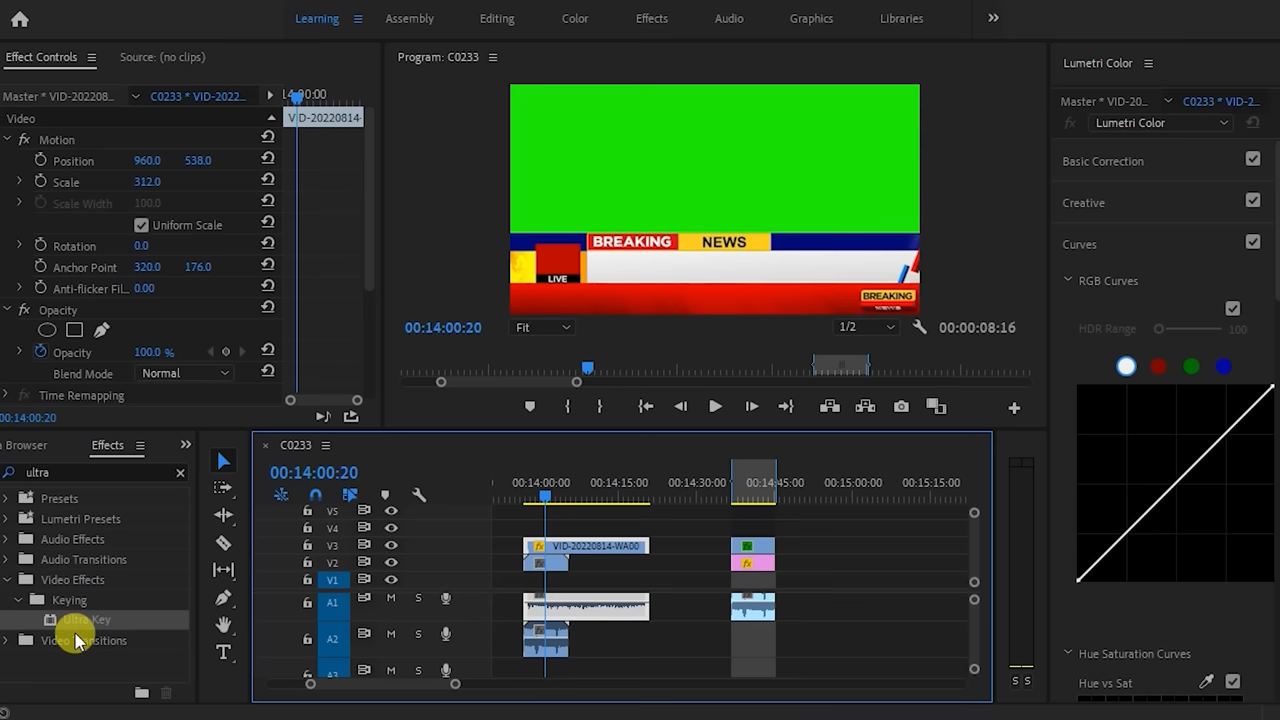 Learning Assembly Editing Color Effects Audio Graphics Libraries
Effect Controls Source: (no clips)
Master * VID-202208... C0233 * VID-2022... 14:00:00
Video VID-20220814-
Motion
Position 960.0 538.0
Scale 312.0
Scale Width 100.0
Uniform Scale
Rotation 0.0
Anchor Point 320.0 176.0
Anti-flicker Fil... 0.00
Opacity
Opacity 100.0 %
Blend Mode Normal
Time Remapping
00:14:00:20
Program: C0233
BREAKING NEWS
LIVE
BREAKING
NEWS
00:14:00:20 Fit 1/2 00:00:08:16
Lumetri Color
Master * VID-20... C0233 * VID-2...
fx Lumetri Color
Basic Correction
Creative
Curves
RGB Curves
HDR Range 100
Hue Saturation Curves
Hue vs Sat
a Browser Effects
ultra
Presets
Lumetri Presets
Audio Effects
Audio Transitions
Video Effects
Keying
Ultra Key
Video Transitions
C0233
00:14:00:20
00:14:00:00 00:14:15:00 00:14:30:00 00:14:45:00 00:15:00:00 00:15:15:00
V5
V4
V3 fx VID-20220814-WA00
V2
V1
A1 M S
A2 M S
A3 M S
S S